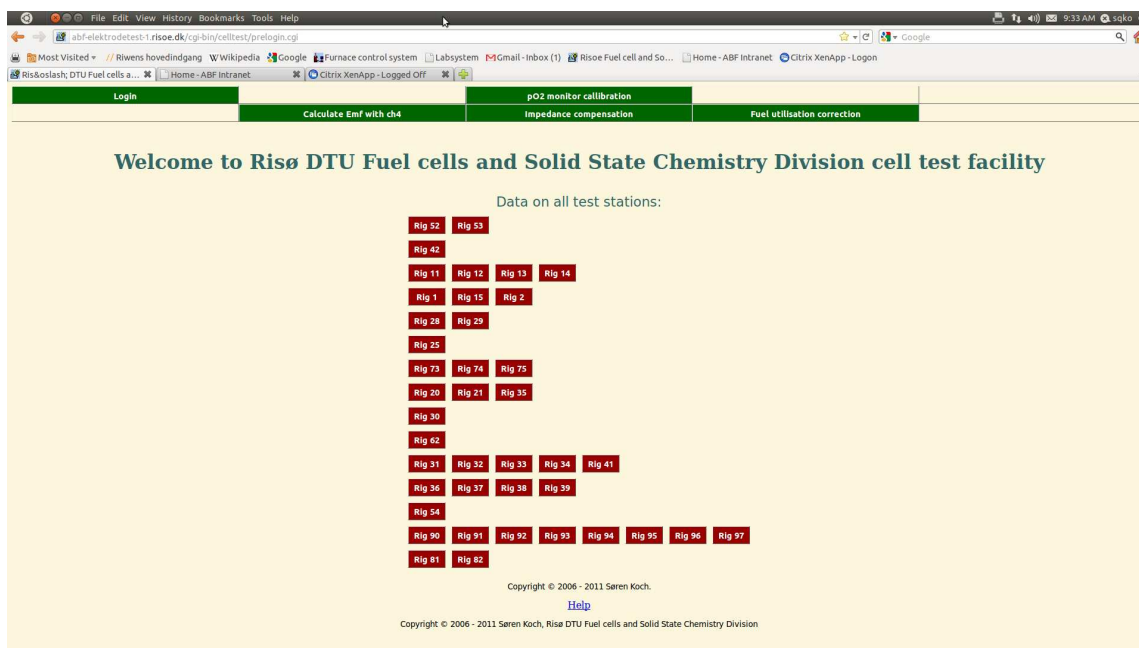 File Edit View History Bookmarks Tools Help 9:33 AM sqko
abf-elektrodetest-1.risoe.dk/cgi-bin/celltest/prelogin.cgi Google
Most Visited // Riwens hovedindgang Wikipedia Google Furnace control system Labsystem Gmail - Inbox (1) Risoe Fuel cell and So... Home - ABF Intranet Citrix XenApp - Logon
Ris&oslash; DTU Fuel cells a... Home - ABF Intranet Citrix XenApp - Logged Off
Login pO2 monitor callibration
Calculate Emf with ch4 Impedance compensation Fuel utilisation correction
Welcome to Risø DTU Fuel cells and Solid State Chemistry Division cell test facility
Data on all test stations:
Rig 52 Rig 53
Rig 42
Rig 11 Rig 12 Rig 13 Rig 14
Rig 1 Rig 15 Rig 2
Rig 28 Rig 29
Rig 25
Rig 73 Rig 74 Rig 75
Rig 20 Rig 21 Rig 35
Rig 30
Rig 62
Rig 31 Rig 32 Rig 33 Rig 34 Rig 41
Rig 36 Rig 37 Rig 38 Rig 39
Rig 54
Rig 90 Rig 91 Rig 92 Rig 93 Rig 94 Rig 95 Rig 96 Rig 97
Rig 81 Rig 82
Copyright © 2006 - 2011 Søren Koch.
Help
Copyright © 2006 - 2011 Søren Koch, Risø DTU Fuel cells and Solid State Chemistry Division